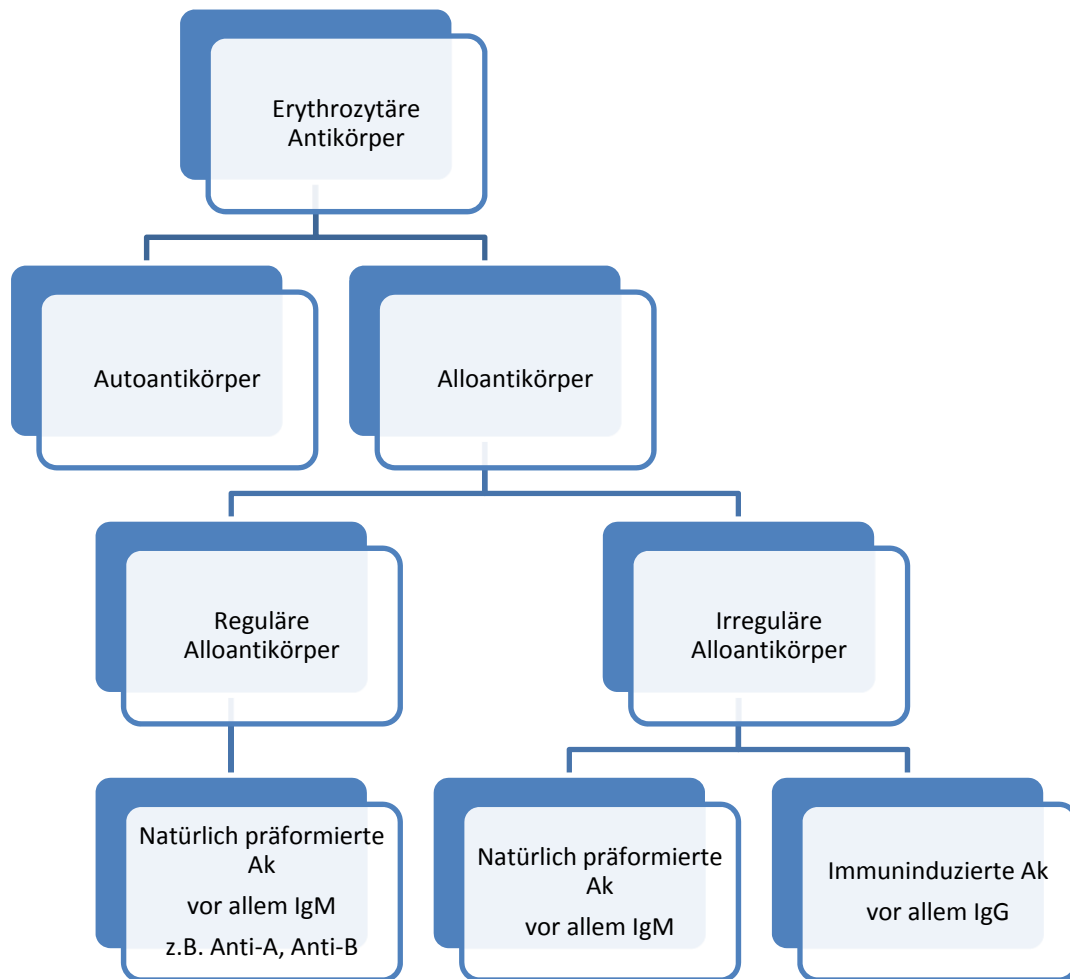 Erythrozytäre
Antikörper
Autoantikörper
Alloantikörper
Reguläre
Alloantikörper
Irreguläre
Alloantikörper
Natürlich präformierte
Ak
vor allem IgM
z.B. Anti-A, Anti-B
Natürlich präformierte
Ak
vor allem IgM
Immuninduzierte Ak
vor allem IgG